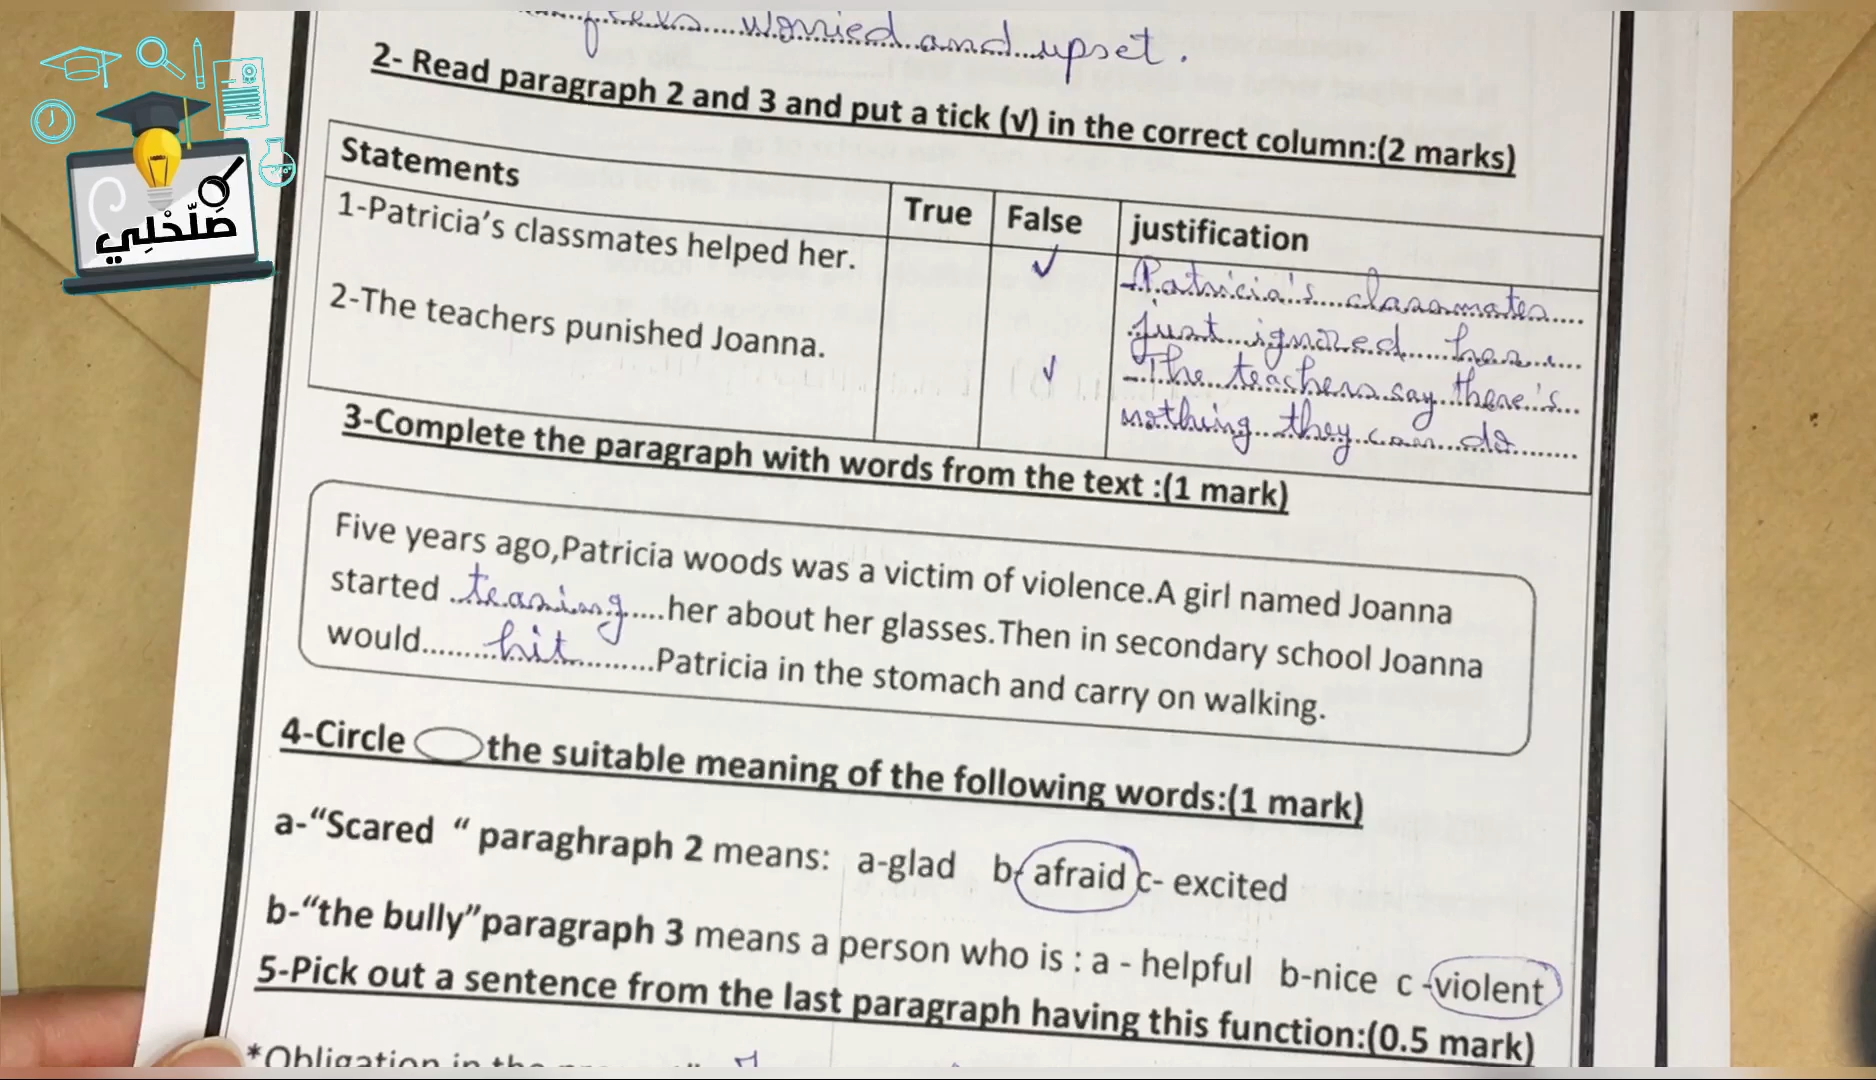 feels worried and upset.
2- Read paragraph 2 and 3 and put a tick (√) in the correct column:(2 marks)
Statements True False justification
1-Patricia's classmates helped her. ✓ - Patricia's classmates
just ignored her.
2-The teachers punished Joanna. ✓ - The teachers say there's
nothing they can do
3-Complete the paragraph with words from the text :(1 mark)
Five years ago,Patricia woods was a victim of violence.A girl named Joanna
started teasing her about her glasses.Then in secondary school Joanna
would hit Patricia in the stomach and carry on walking.
4-Circle the suitable meaning of the following words:(1 mark)
a-“Scared “ paraghraph 2 means: a-glad b- afraid c- excited
b-“the bully”paragraph 3 means a person who is : a - helpful b-nice c -violent
5-Pick out a sentence from the last paragraph having this function:(0.5 mark)
*Obligation in the
صَلّحْلِي